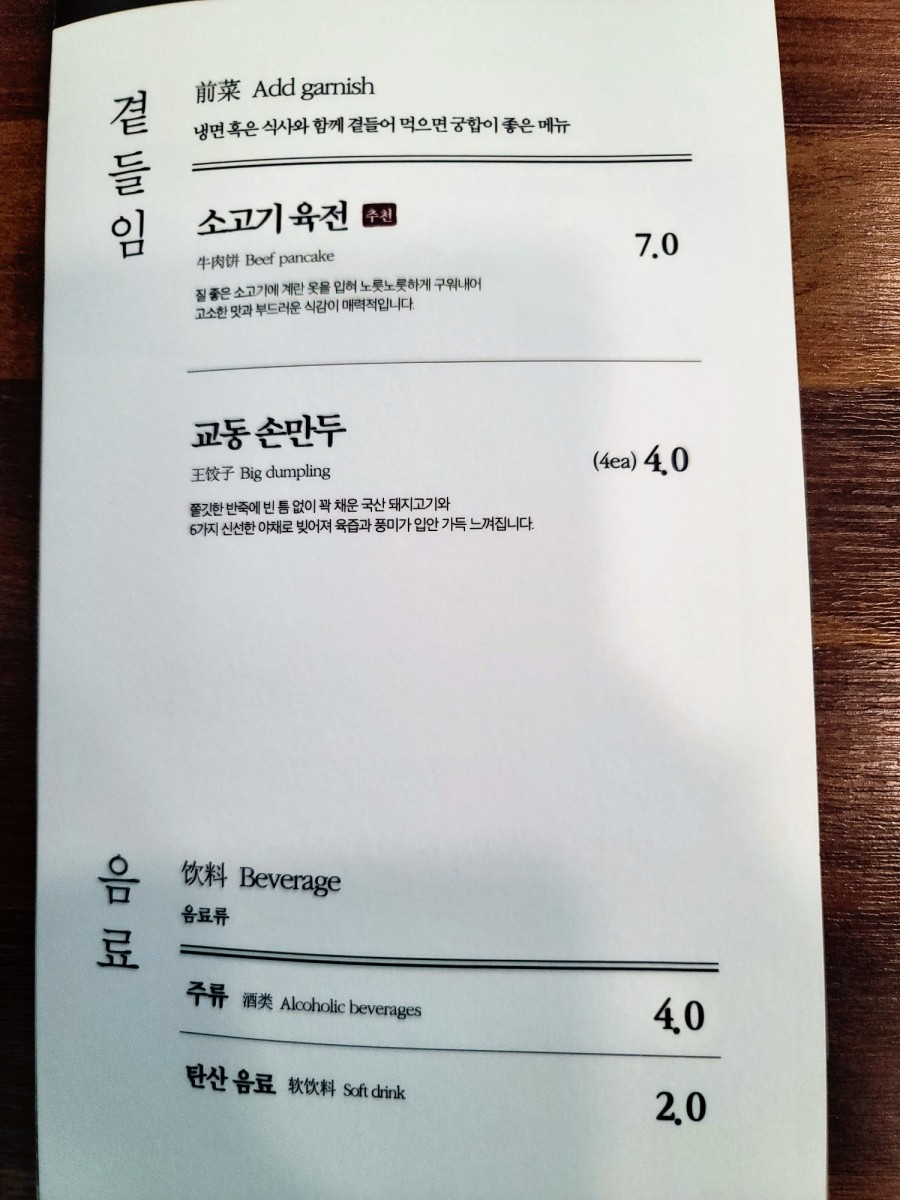 곁들임
前菜 Add garnish
냉면 혹은 식사와 함께 곁들어 먹으면 궁합이 좋은 메뉴
소고기 육전 추천
牛肉饼 Beef pancake
7.0
질 좋은 소고기에 계란 옷을 입혀 노릇노릇하게 구워내어
고소한 맛과 부드러운 식감이 매력적입니다.
교동 손만두
王饺子 Big dumpling
(4ea) 4.0
쫄깃한 반죽에 빈 틈 없이 꽉 채운 국산 돼지고기와
6가지 신선한 야채로 빚어져 육즙과 풍미가 입안 가득 느껴집니다.
음료
饮料 Beverage
음료류
주류 酒类 Alcoholic beverages 4.0
탄산 음료 软饮料 Soft drink 2.0